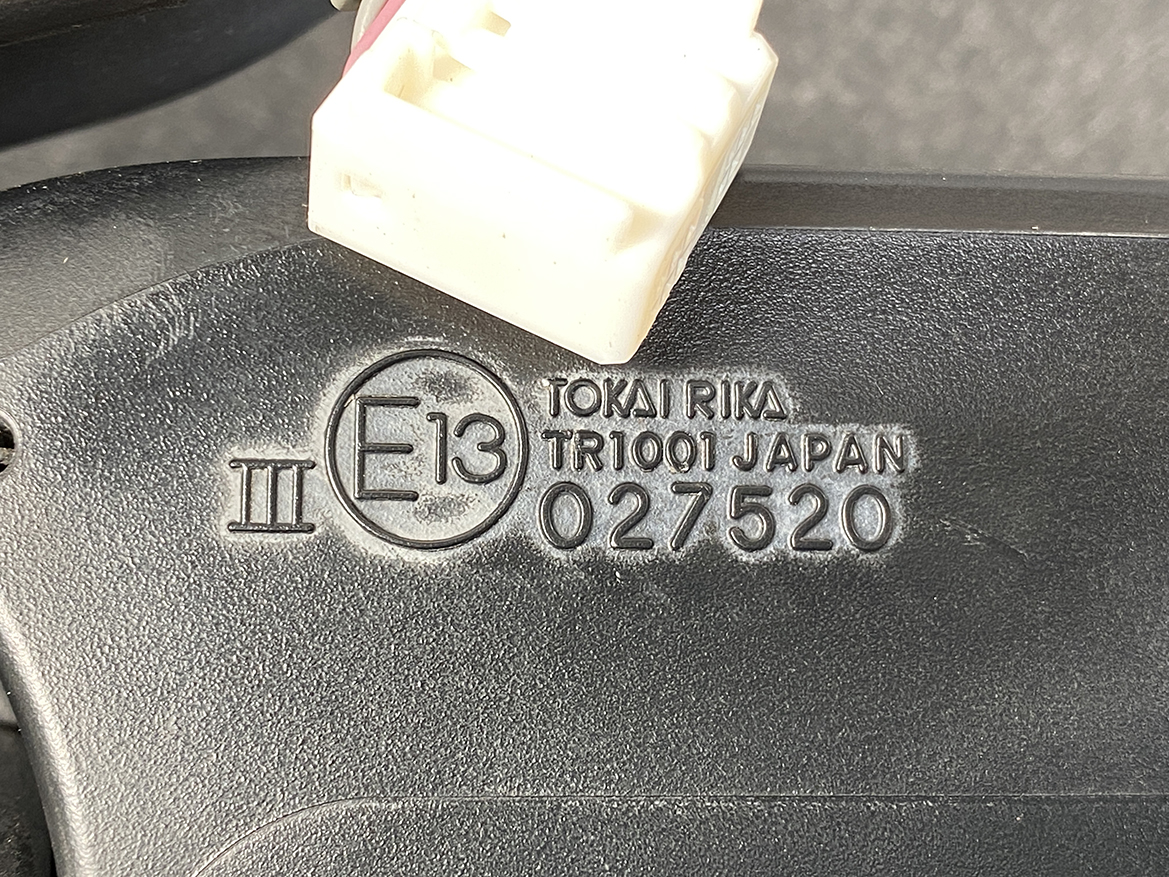 III E13 TOKAI RIKA
TR1001 JAPAN
027520